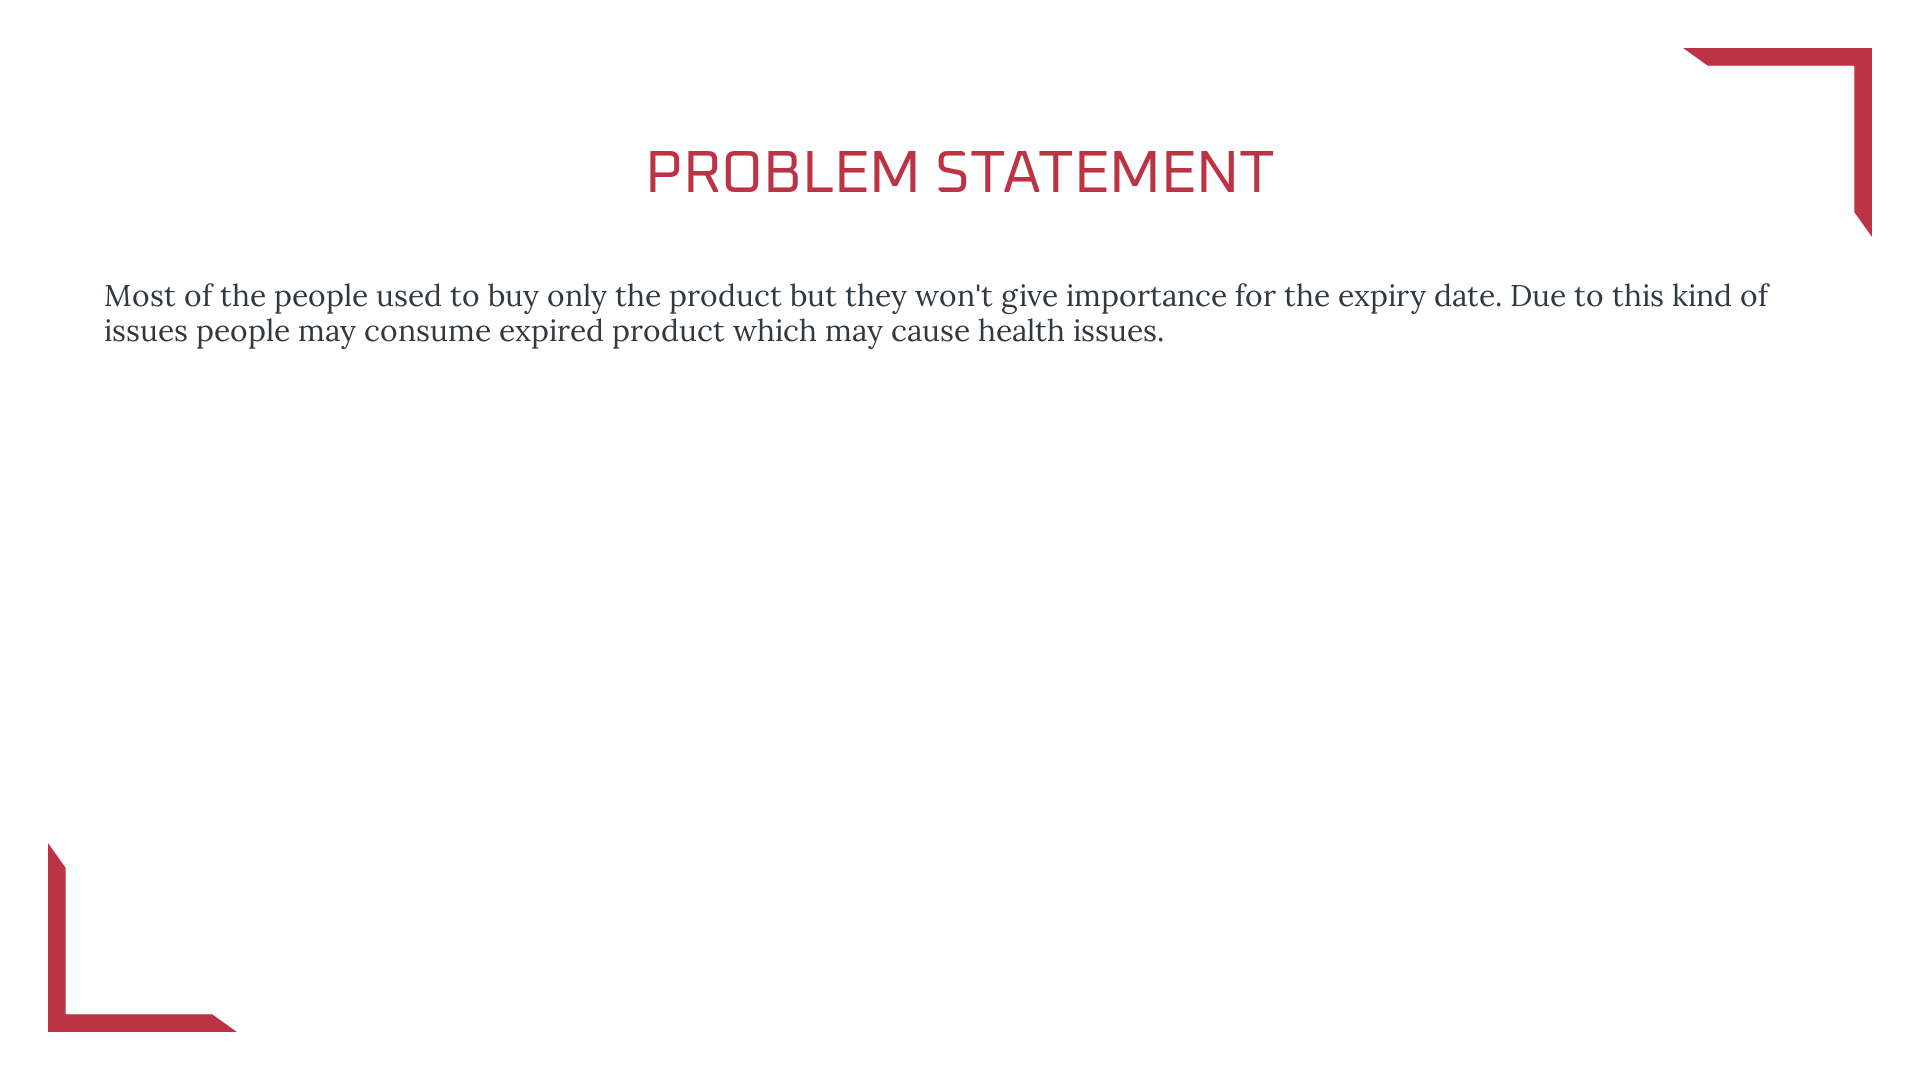 PROBLEM STATEMENT
Most of the people used to buy only the product but they won't give importance for the expiry date. Due to this kind of
issues people may consume expired product which may cause health issues.